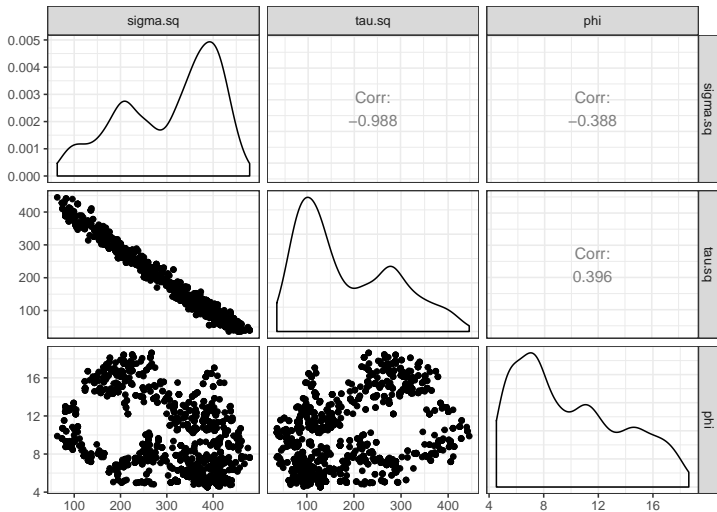 sigma.sq tau.sq phi
0.005
0.004
0.003
0.002
0.001
0.000
Corr:
−0.988
Corr:
−0.388
sigma.sq
400
300
200
100
Corr:
0.396
tau.sq
16
12
8
4
phi
100 200 300 400 100 200 300 400 4 8 12 16